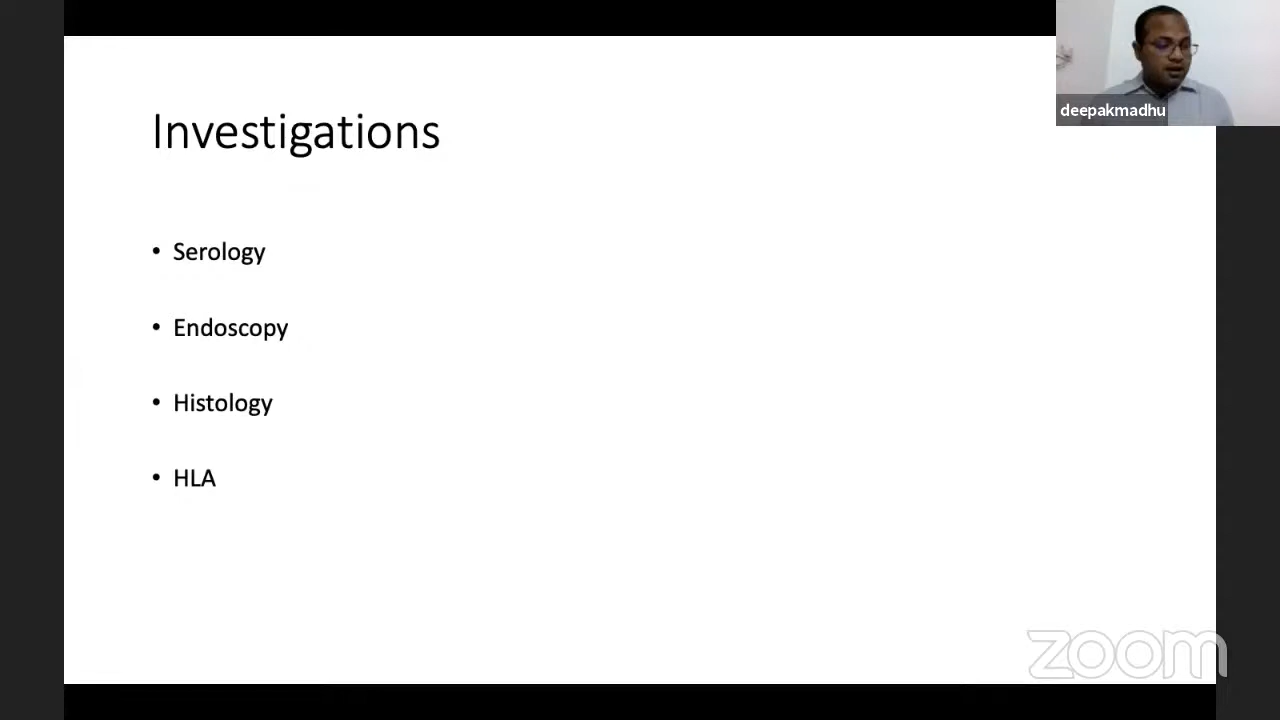 deepakmadhu
Investigations
• Serology
• Endoscopy
• Histology
• HLA
zoom